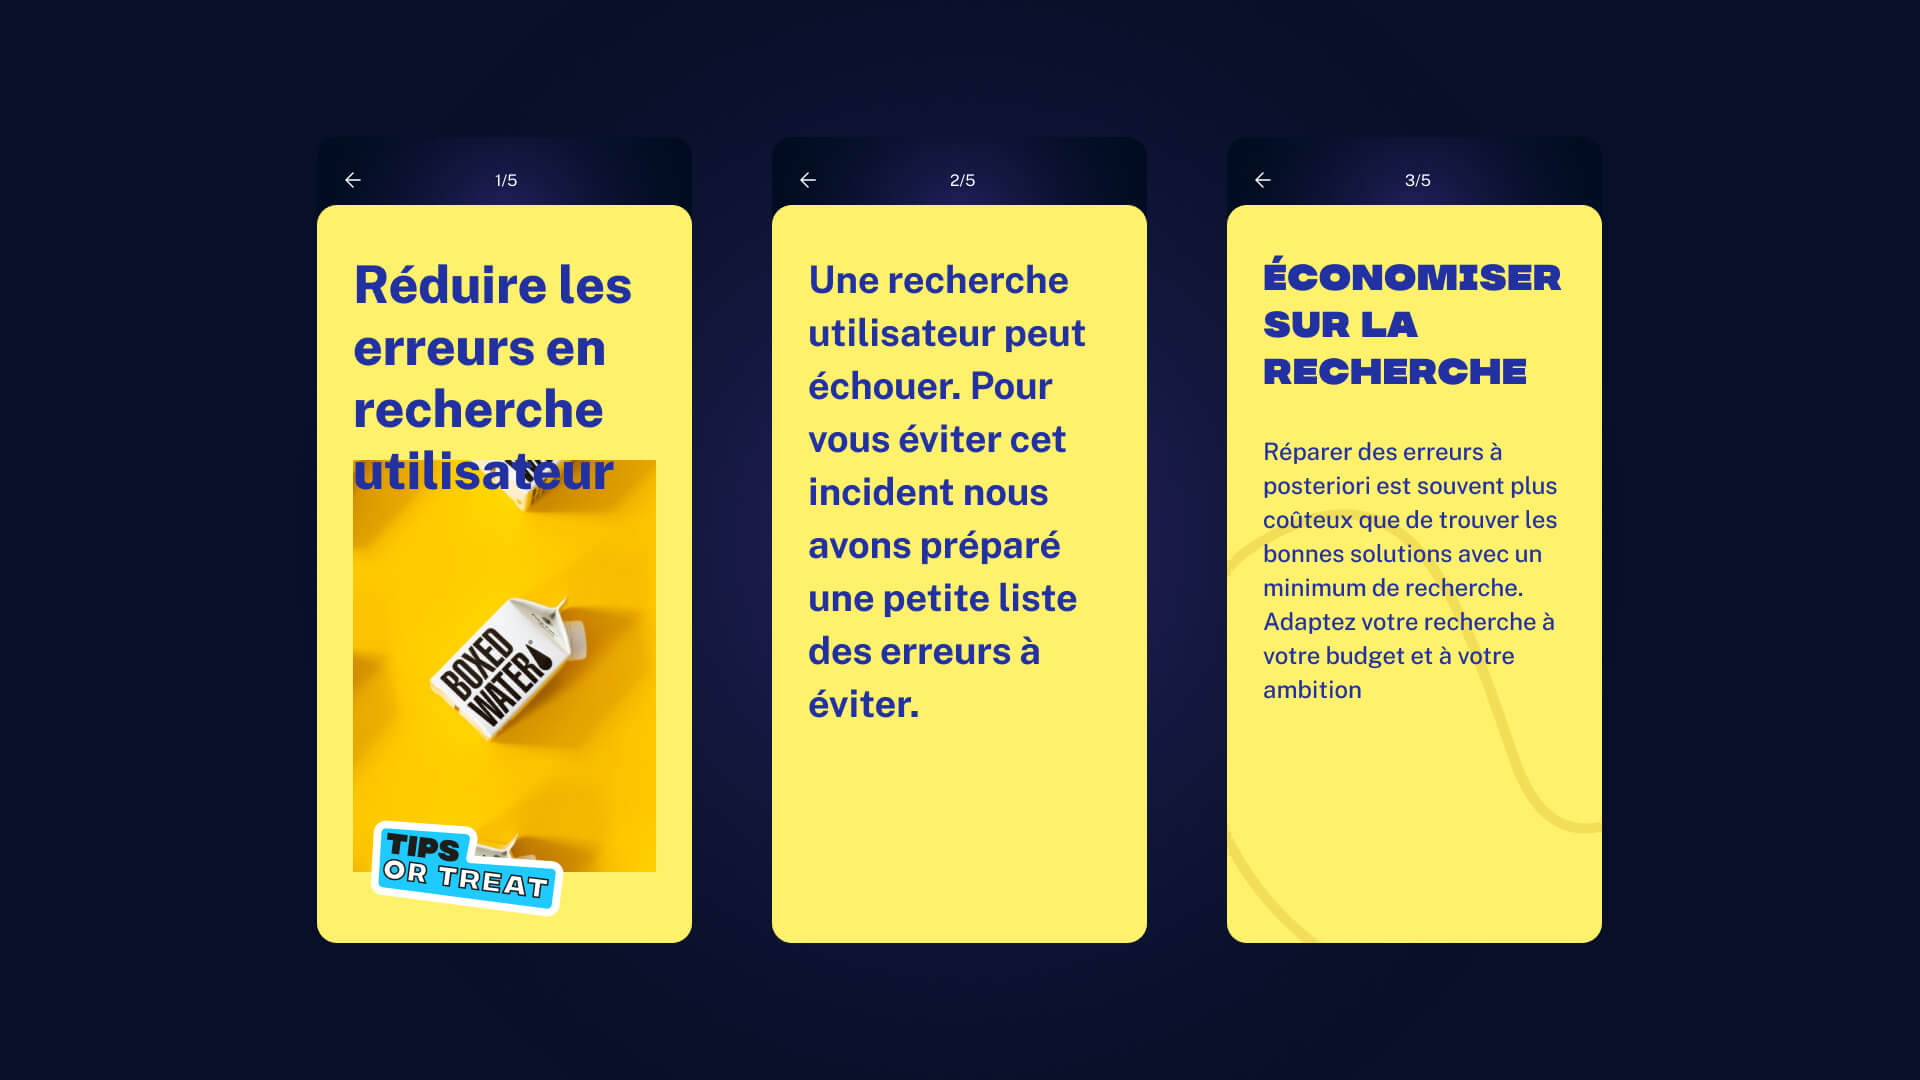 1/5
Réduire les
erreurs en
recherche
utilisateur
BOXED
WATER
TIPS
OR TREAT
2/5
Une recherche
utilisateur peut
échouer. Pour
vous éviter cet
incident nous
avons préparé
une petite liste
des erreurs à
éviter.
3/5
ÉCONOMISER
SUR LA
RECHERCHE
Réparer des erreurs à
posteriori est souvent plus
coûteux que de trouver les
bonnes solutions avec un
minimum de recherche.
Adaptez votre recherche à
votre budget et à votre
ambition